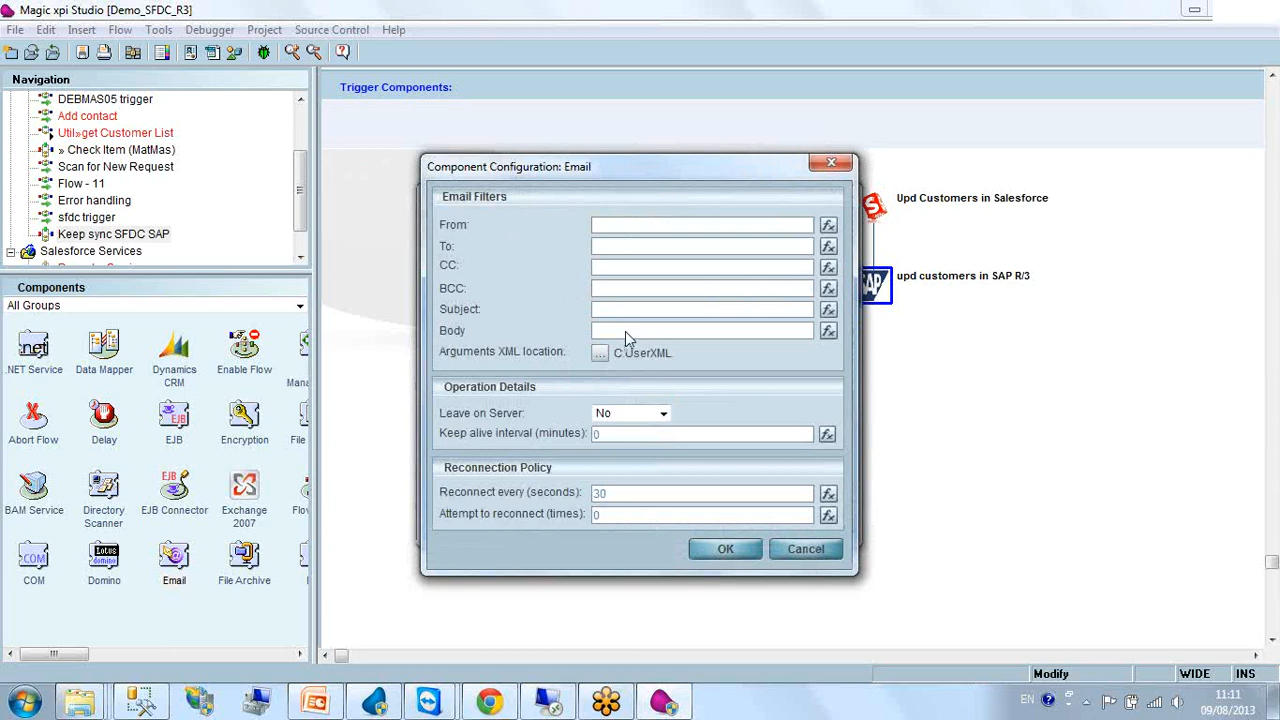 Magic xpi Studio [Demo_SFDC_R3]
File Edit Insert Flow Tools Debugger Project Source Control Help
Navigation
DEBMAS05 trigger
Add contact
Util»get Customer List
» Check Item (MatMas)
Scan for New Request
Flow - 11
Error handling
sfdc trigger
Keep sync SFDC SAP
Salesforce Services
Components
All Groups
.NET Service Data Mapper Dynamics CRM Enable Flow Mana
Abort Flow Delay EJB Encryption File
BAM Service Directory Scanner EJB Connector Exchange 2007 Flo
COM Domino Email File Archive
Trigger Components:
Upd Customers in Salesforce
SAP upd customers in SAP R/3
Component Configuration: Email
Email Filters
From:
To:
CC:
BCC:
Subject:
Body
Arguments XML location: ... C.UserXML
Operation Details
Leave on Server: No
Keep alive interval (minutes): 0
Reconnection Policy
Reconnect every (seconds): 30
Attempt to reconnect (times): 0
OK Cancel
Modify WIDE INS
EN 11:11
09/08/2013